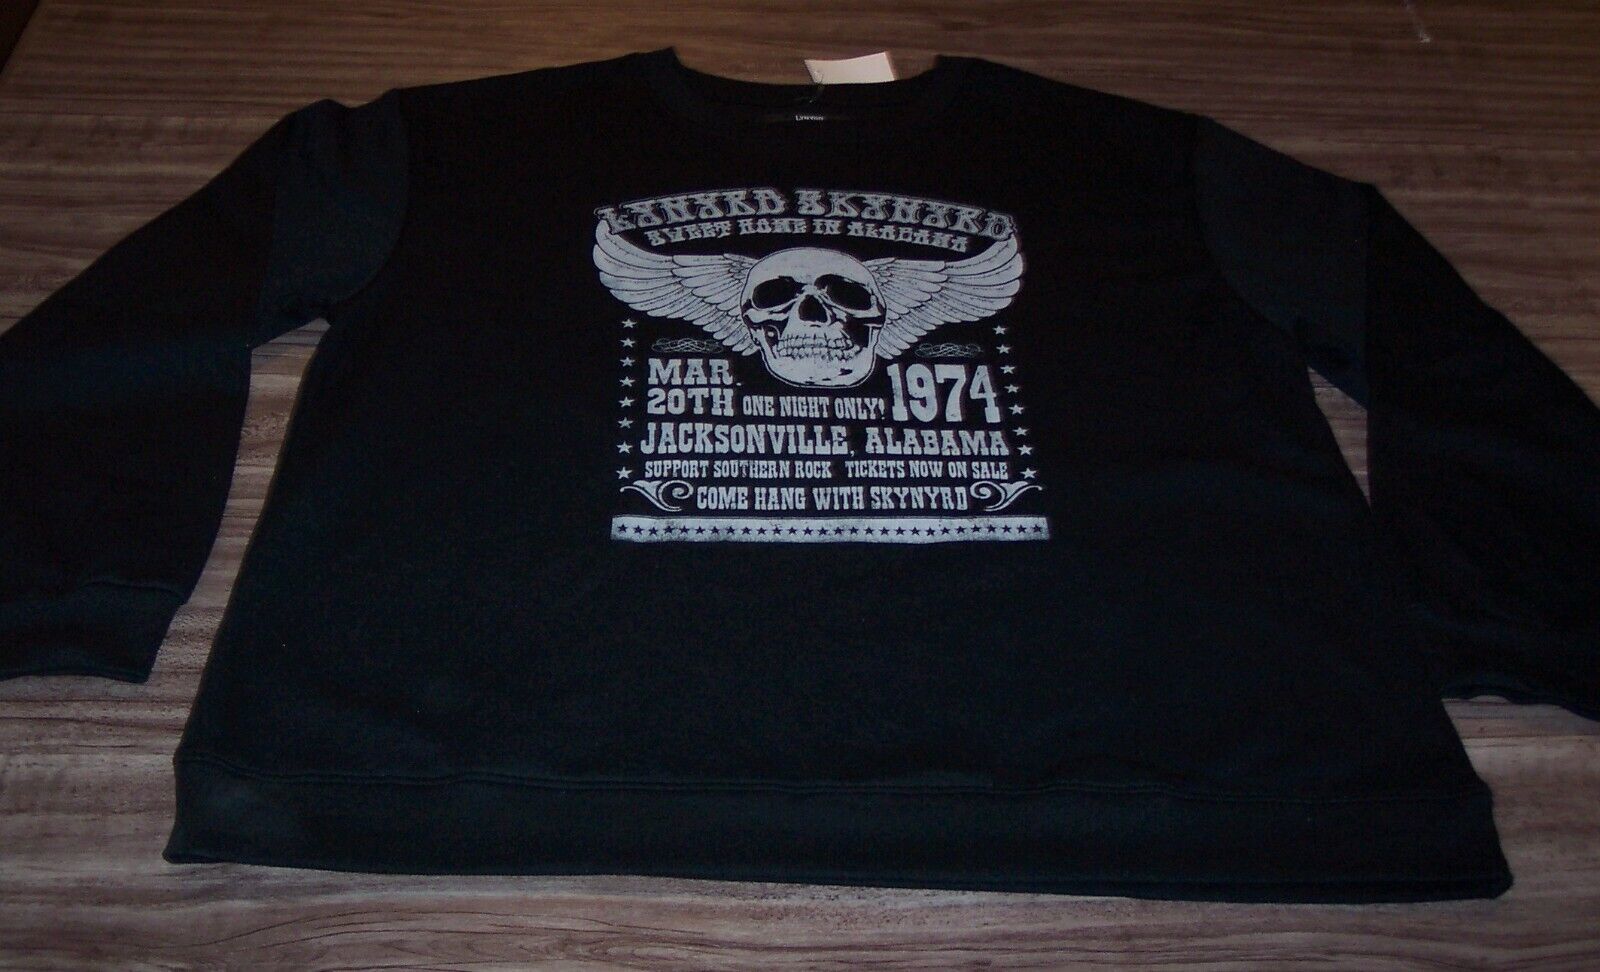 LYNYRD SKYNYRD
SWEET HOME IN ALABAMA
MAR.
20TH ONE NIGHT ONLY! 1974
JACKSONVILLE, ALABAMA
SUPPORT SOUTHERN ROCK TICKETS NOW ON SALE
COME HANG WITH SKYNYRD